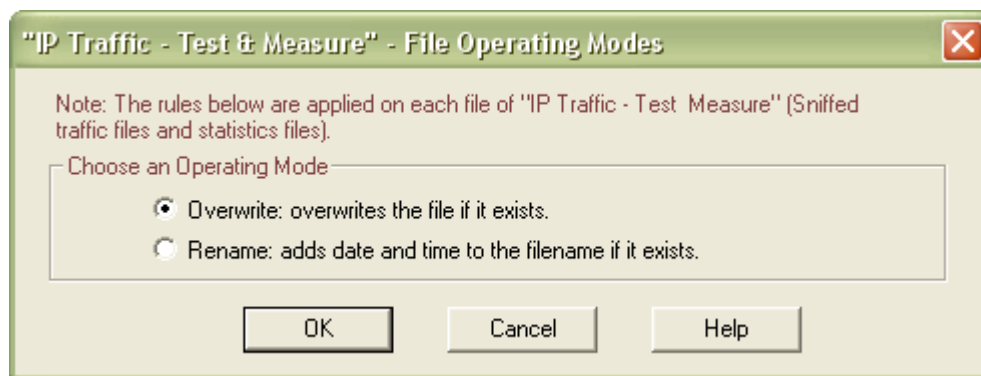 "IP Traffic - Test & Measure" - File Operating Modes
Note: The rules below are applied on each file of "IP Traffic - Test  Measure" (Sniffed
traffic files and statistics files).
Choose an Operating Mode
Overwrite: overwrites the file if it exists.
Rename: adds date and time to the filename if it exists.
OK Cancel Help